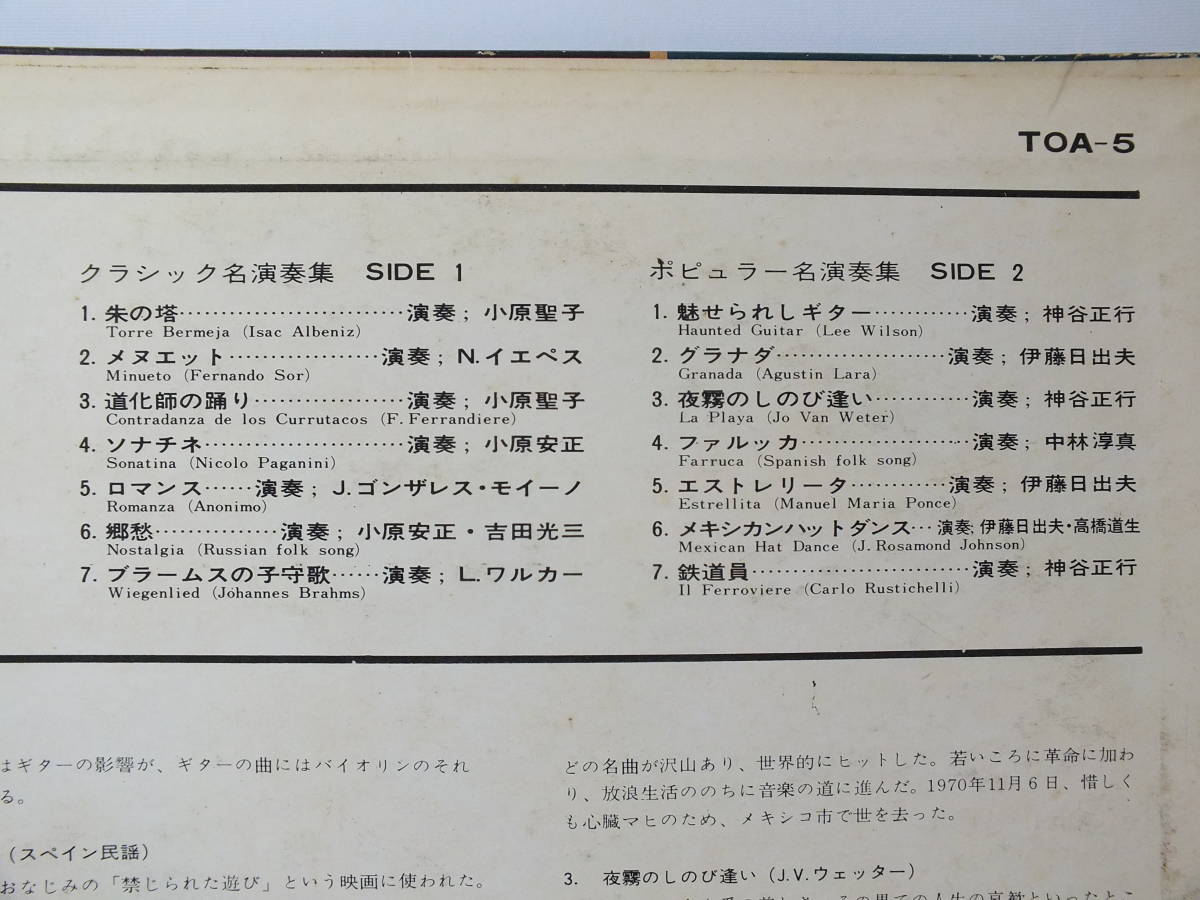 TOA-5
クラシック名演奏集 SIDE 1
1. 朱の塔…………………………演奏; 小原聖子
Torre Bermeja (Isac Albeniz)
2. メヌエット………………演奏; N.イエペス
Minueto (Fernando Sor)
3. 道化師の踊り………………演奏; 小原聖子
Contradanza de los Currutacos (F. Ferrandiere)
4. ソナチネ……………………演奏; 小原安正
Sonatina (Nicolo Paganini)
5. ロマンス……演奏; J.ゴンザレス・モイーノ
Romanza (Anonimo)
6. 郷愁……………演奏; 小原安正・吉田光三
Nostalgia (Russian folk song)
7. ブラームスの子守歌……演奏; L.ワルカー
Wiegenlied (Johannes Brahms)
ポピュラー名演奏集 SIDE 2
1. 魅せられしギター…………演奏; 神谷正行
Haunted Guitar (Lee Wilson)
2. グラナダ…………………演奏; 伊藤日出夫
Granada (Agustin Lara)
3. 夜霧のしのび逢い…………演奏; 神谷正行
La Playa (Jo Van Weter)
4. ファルッカ…………………演奏; 中林淳真
Farruca (Spanish folk song)
5. エストレリータ…………演奏; 伊藤日出夫
Estrellita (Manuel Maria Ponce)
6. メキシカンハットダンス…演奏; 伊藤日出夫・高橋道生
Mexican Hat Dance (J. Rosamond Johnson)
7. 鉄道員………………………演奏; 神谷正行
Il Ferroviere (Carlo Rustichelli)
はギターの影響が、ギターの曲にはバイオリンのそれ
る。
(スペイン民謡)
おなじみの「禁じられた遊び」という映画に使われた。
どの名曲が沢山あり、世界的にヒットした。若いころに革命に加わ
り、放浪生活ののちに音楽の道に進んだ。1970年11月6日、惜しく
も心臓マヒのため、メキシコ市で世を去った。
3. 夜霧のしのび逢い (J.V.ウェッター)